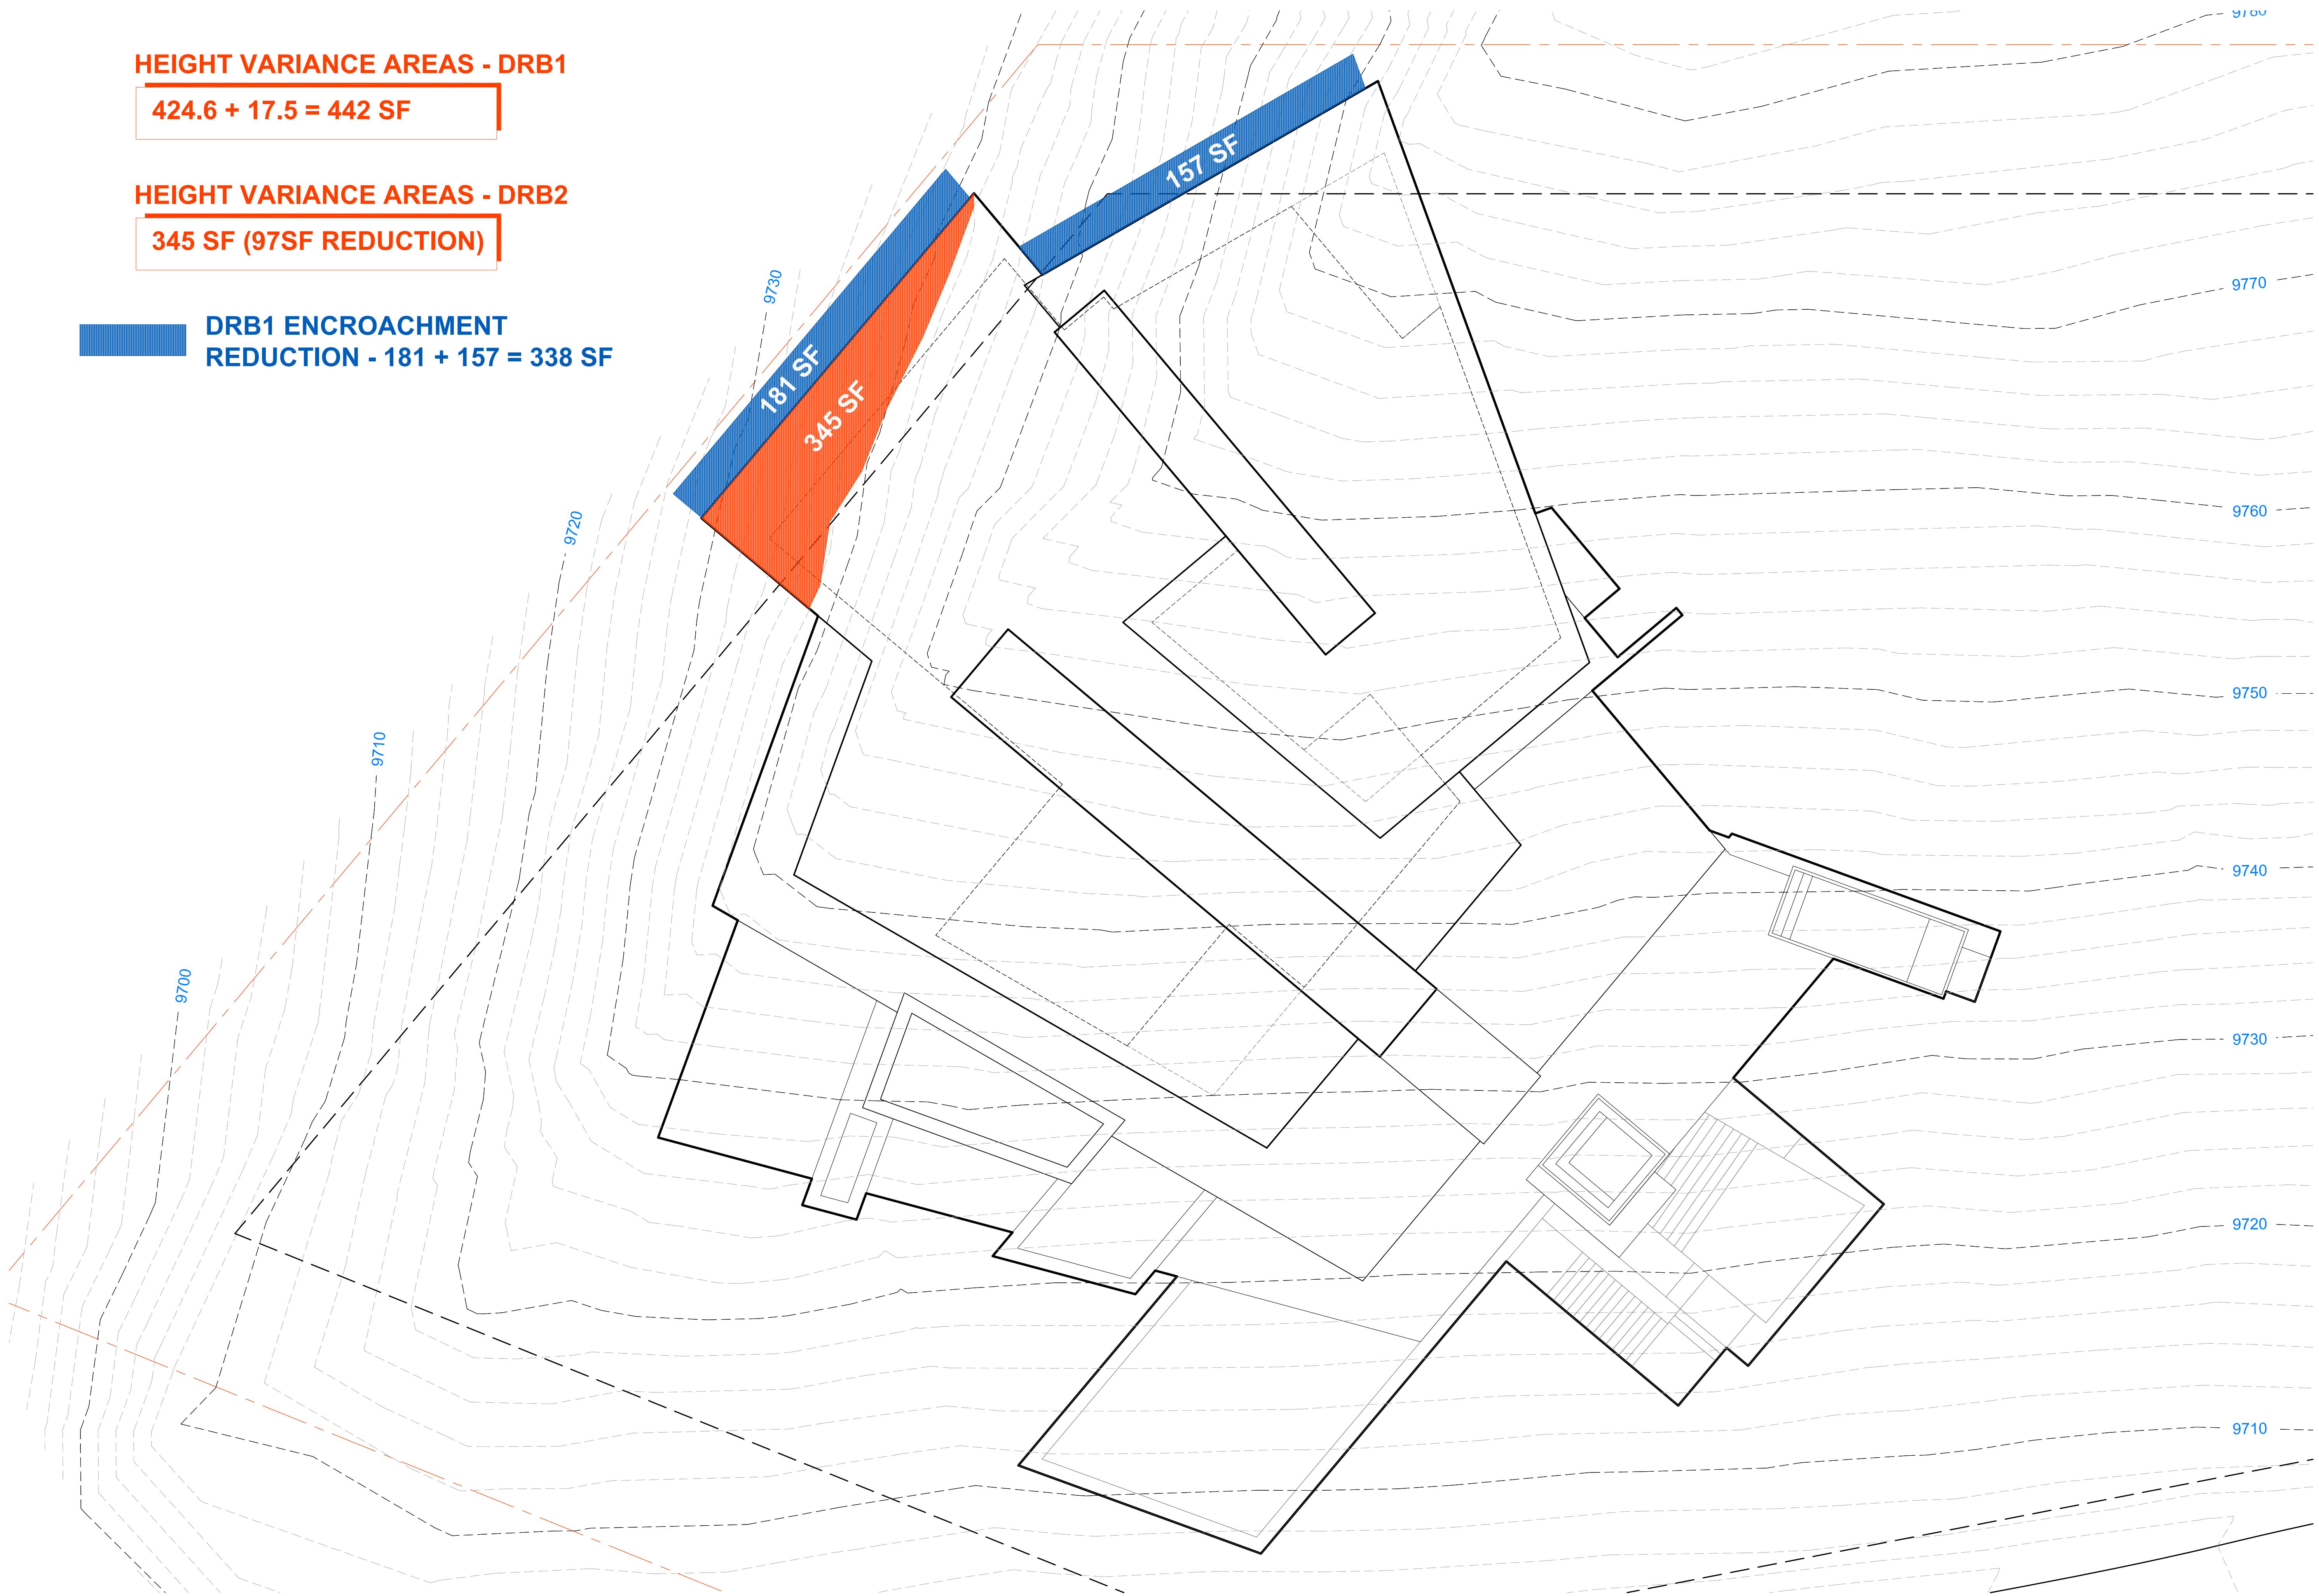 HEIGHT VARIANCE AREAS - DRB1
424.6 + 17.5 = 442 SF
HEIGHT VARIANCE AREAS - DRB2
345 SF (97SF REDUCTION)
DRB1 ENCROACHMENT
REDUCTION - 181 + 157 = 338 SF
157 SF
181 SF
345 SF
9730
9720
9710
9700
9780
9770
9760
9750
9740
9730
9720
9710